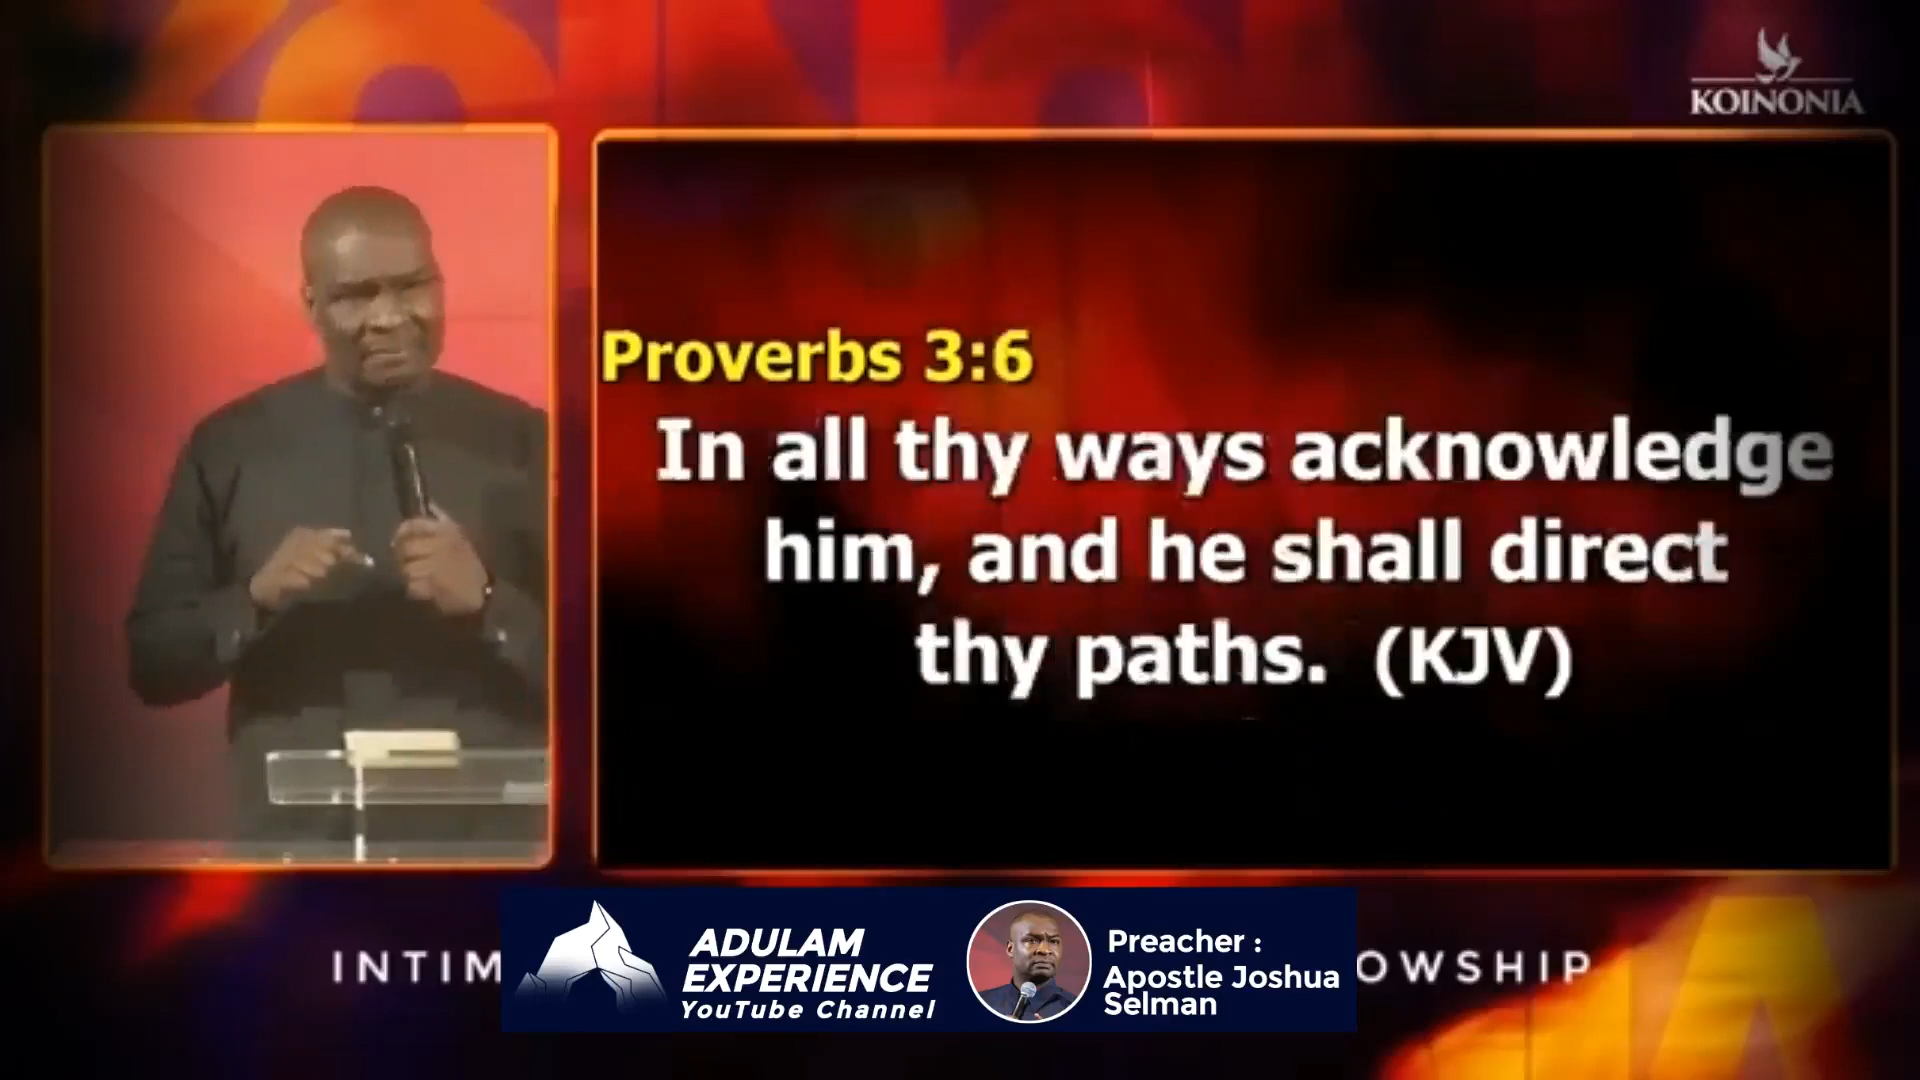 KOINONIA
Proverbs 3:6
In all thy ways acknowledge
him, and he shall direct
thy paths. (KJV)
INTIM
ADULAM
EXPERIENCE
YouTube Channel
Preacher :
Apostle Joshua
Selman
OWSHIP